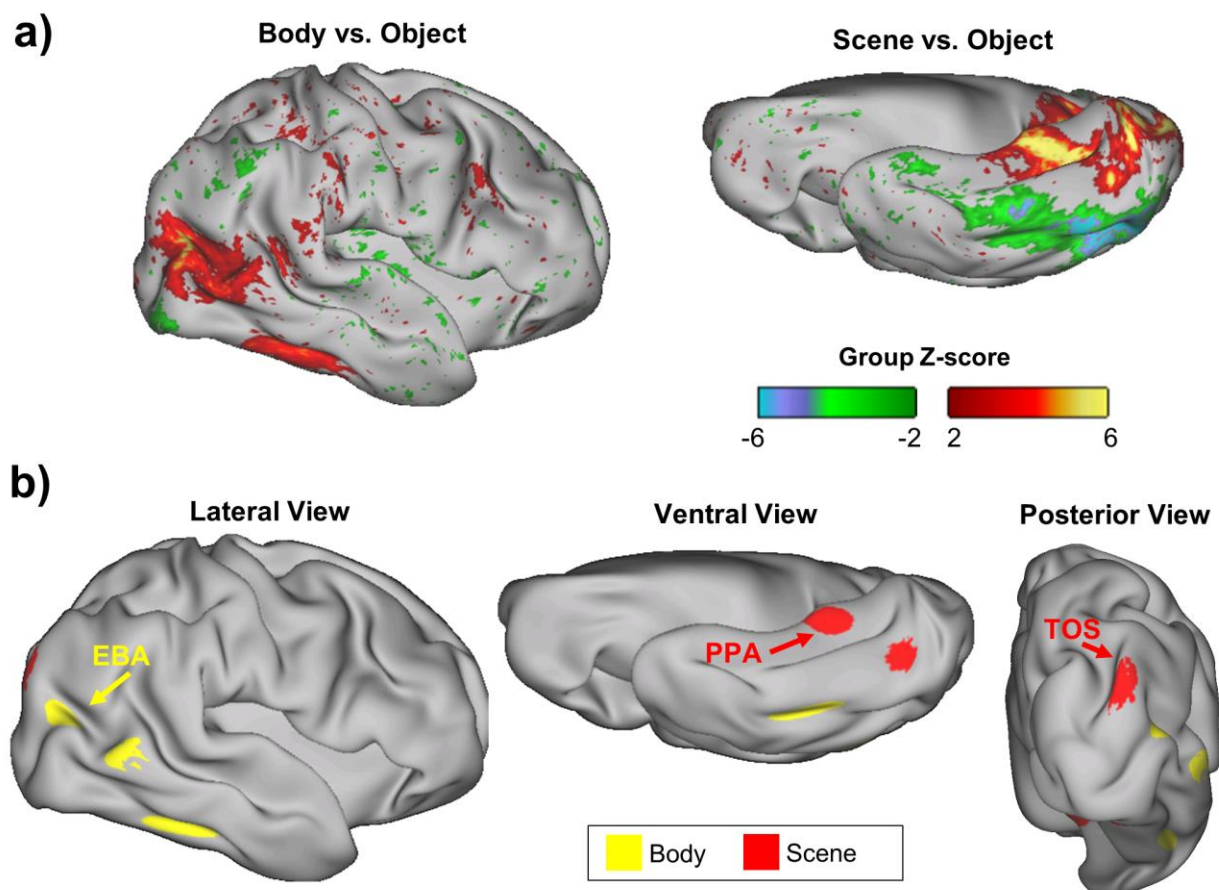 a)
Body vs. Object
Scene vs. Object
Group Z-score
-6 -2 2 6
b)
Lateral View
Ventral View
Posterior View
EBA
PPA
TOS
Body Scene